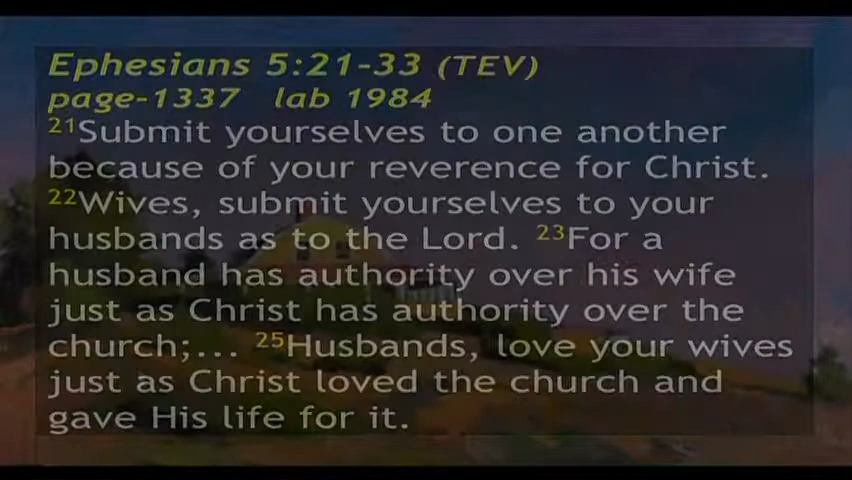 Ephesians 5:21-33 (TEV)
page-1337 lab 1984
21Submit yourselves to one another
because of your reverence for Christ.
22Wives, submit yourselves to your
husbands as to the Lord. 23For a
husband has authority over his wife
just as Christ has authority over the
church;... 25Husbands, love your wives
just as Christ loved the church and
gave His life for it.